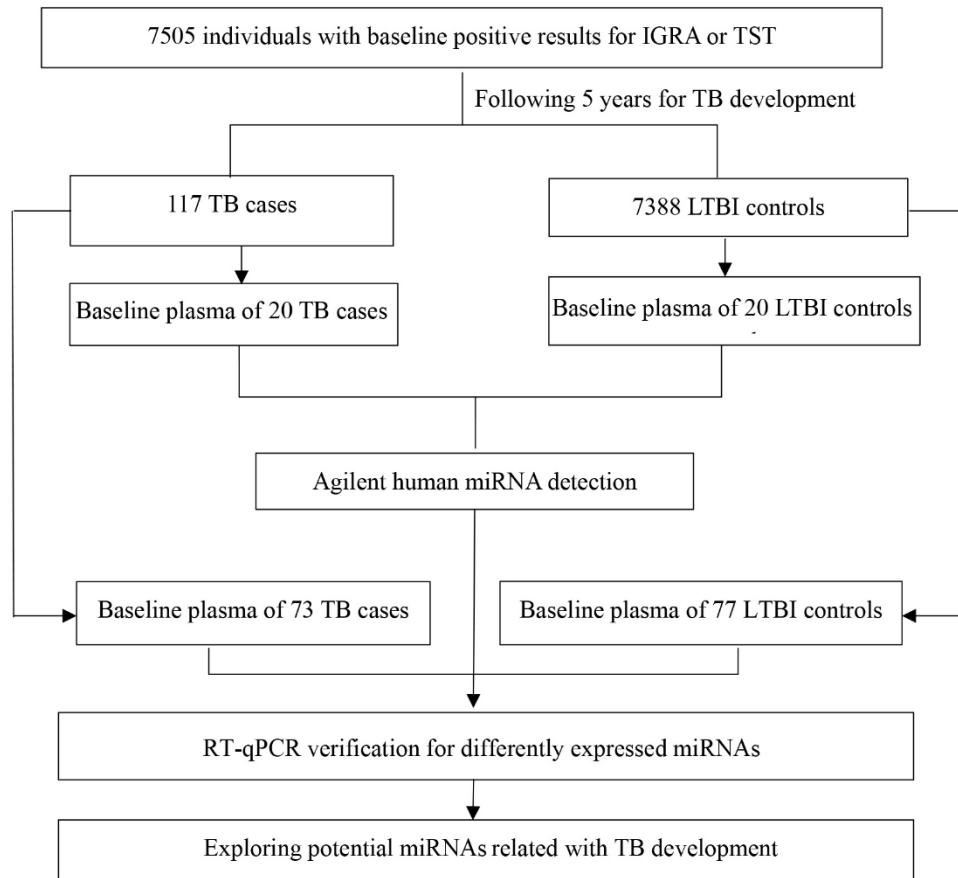 7505 individuals with baseline positive results for IGRA or TST
Following 5 years for TB development
117 TB cases
7388 LTBI controls
Baseline plasma of 20 TB cases
Baseline plasma of 20 LTBI controls
Agilent human miRNA detection
Baseline plasma of 73 TB cases
Baseline plasma of 77 LTBI controls
RT-qPCR verification for differently expressed miRNAs
Exploring potential miRNAs related with TB development